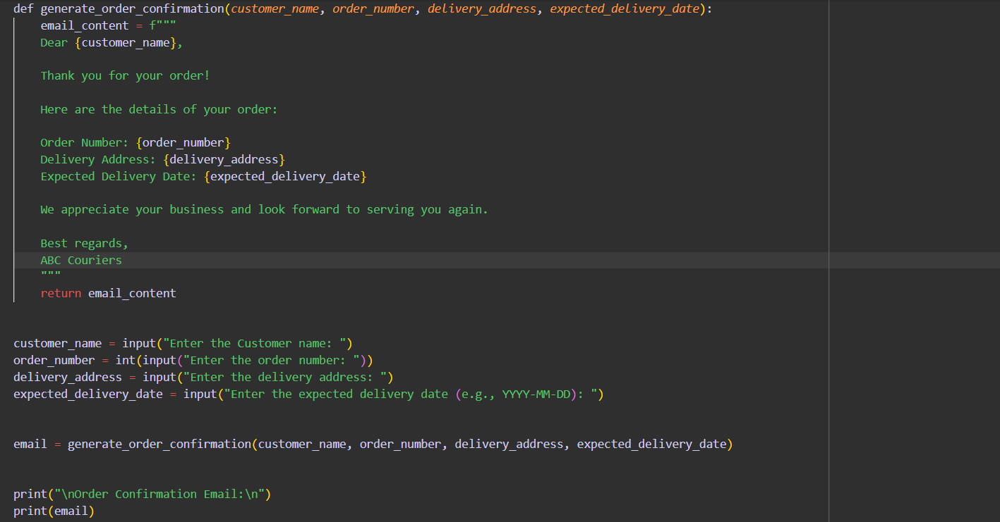 def generate_order_confirmation(customer_name, order_number, delivery_address, expected_delivery_date):
    email_content = f"""
    Dear {customer_name},

    Thank you for your order!

    Here are the details of your order:

    Order Number: {order_number}
    Delivery Address: {delivery_address}
    Expected Delivery Date: {expected_delivery_date}

    We appreciate your business and look forward to serving you again.

    Best regards,
    ABC Couriers
    """
    return email_content


customer_name = input("Enter the Customer name: ")
order_number = int(input("Enter the order number: "))
delivery_address = input("Enter the delivery address: ")
expected_delivery_date = input("Enter the expected delivery date (e.g., YYYY-MM-DD): ")


email = generate_order_confirmation(customer_name, order_number, delivery_address, expected_delivery_date)


print("\nOrder Confirmation Email:\n")
print(email)